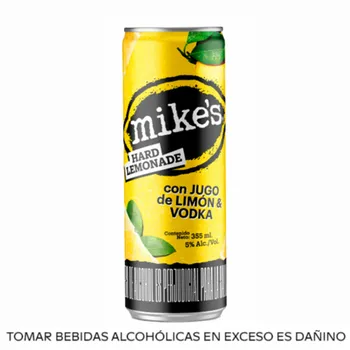 mike's
HARD
LEMONADE
con JUGO
de LIMÓN &
VODKA
Contenido
Neto: 355 ml.
5% Alc./Vol.
TOMAR BEBIDAS ALCOHÓLICAS EN EXCESO ES DAÑINO